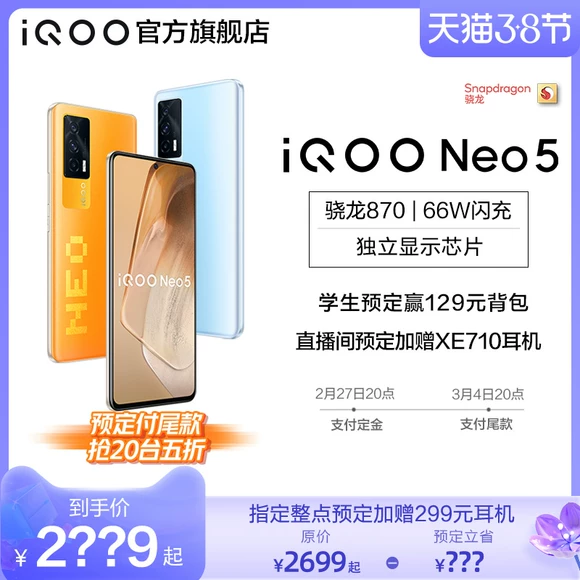 iQOO官方旗舰店
天猫3.8节
Snapdragon
骁龙
iQOO Neo5
骁龙870 | 66W闪充
独立显示芯片
学生预定赢129元背包
直播间预定加赠XE710耳机
2月27日20点
3月4日20点
支付定金
支付尾款
NEO
iQOO Neo5
预定付尾款
抢20台五折
到手价
¥2??9起
指定整点预定加赠299元耳机
原价
预定立省
¥2699起 - ¥???